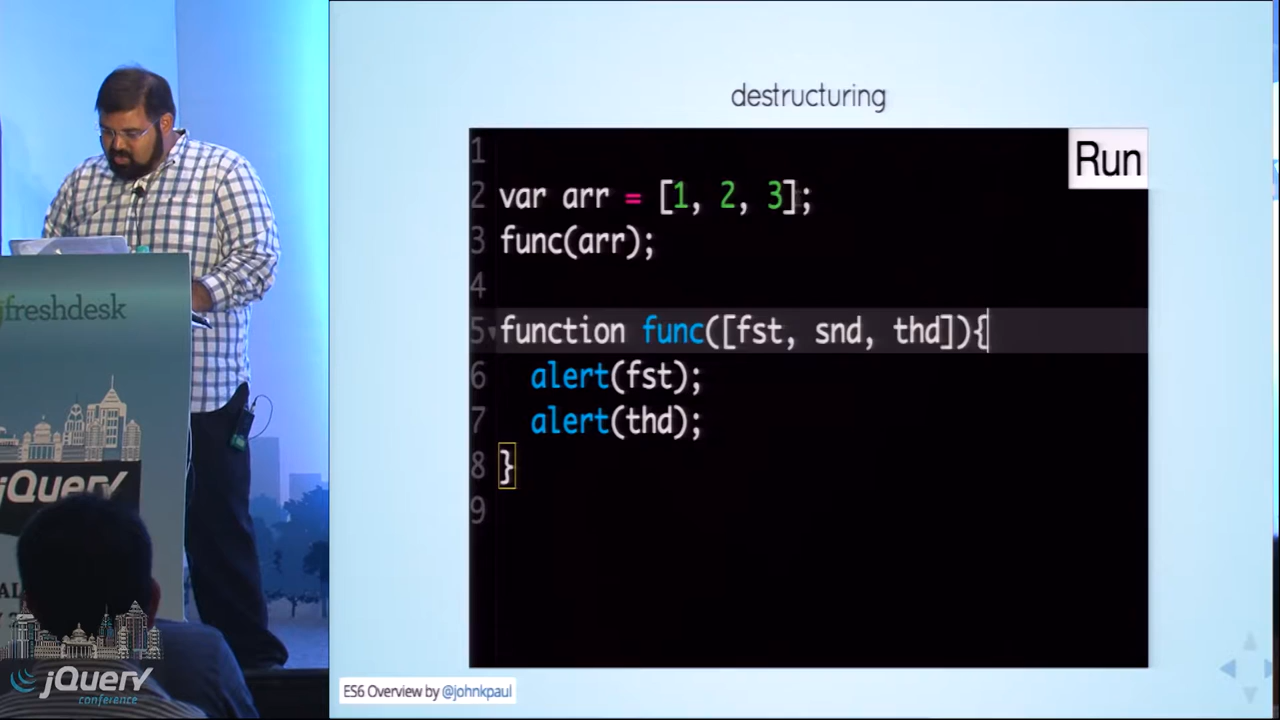 destructuring
Run
1
2 var arr = [1, 2, 3];
3 func(arr);
4
5 function func([fst, snd, thd]){
6 alert(fst);
7 alert(thd);
8 }
9
ES6 Overview by @johnkpaul
freshdesk
jQuery
jQuery
conference